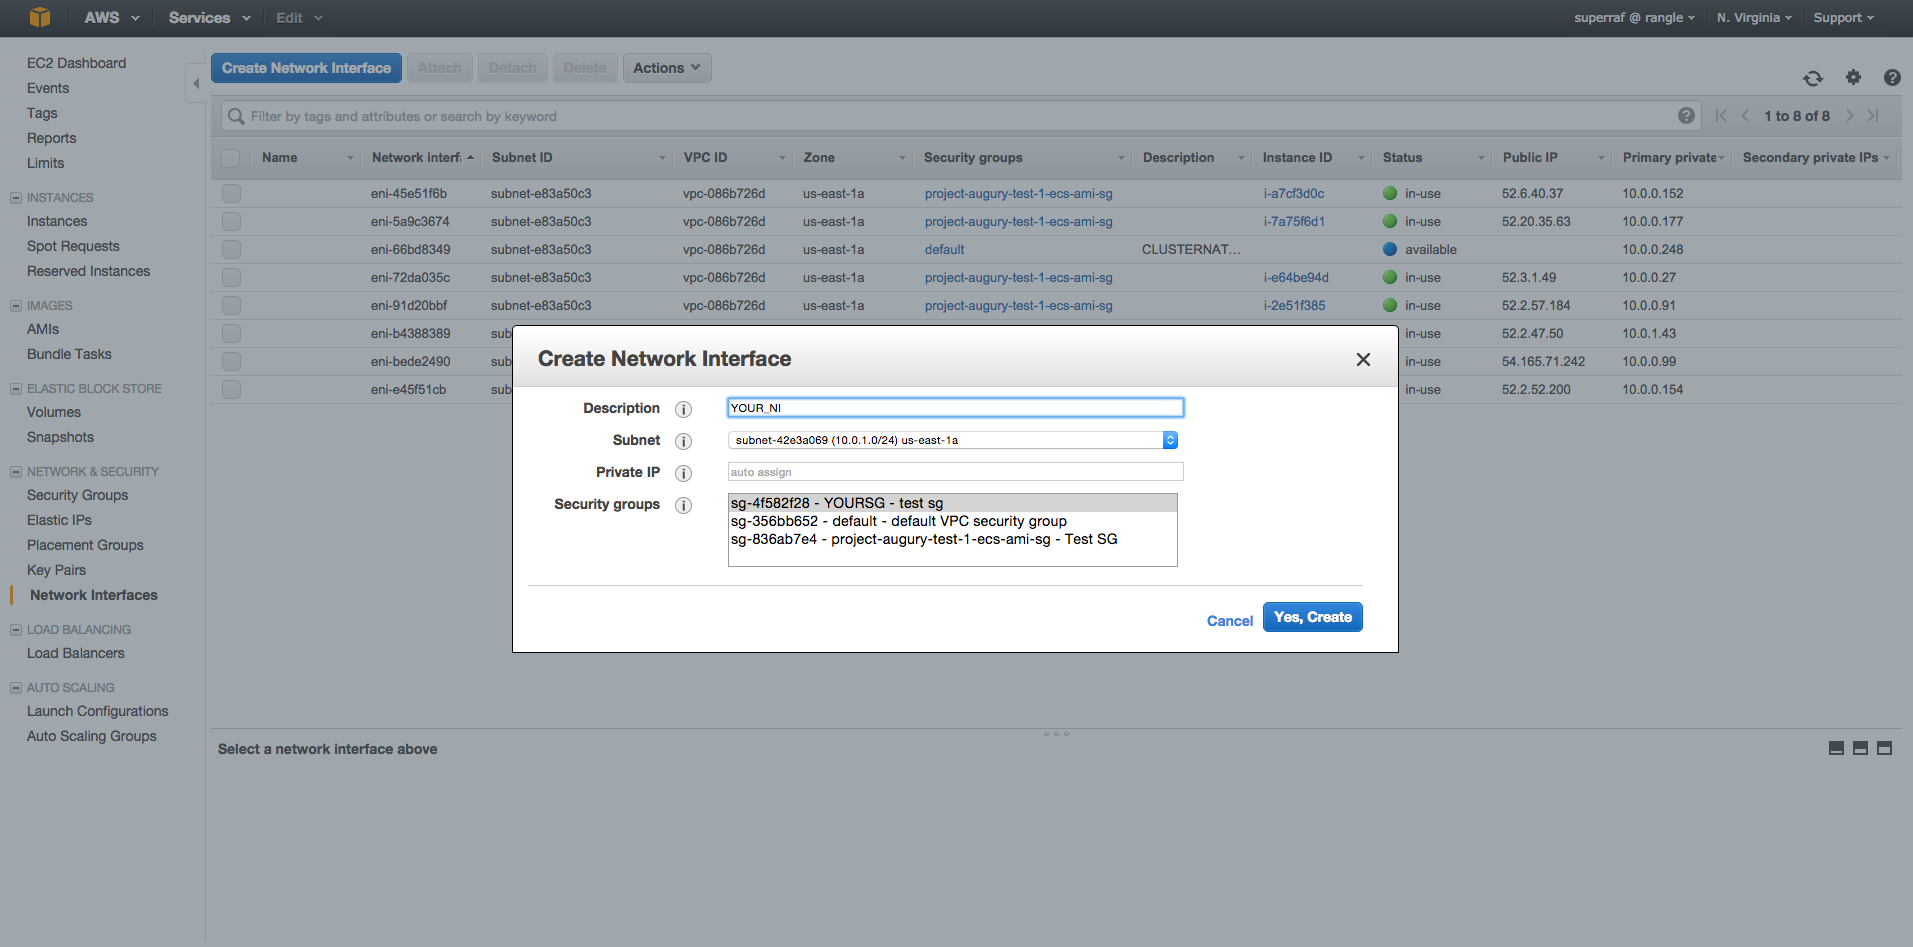 AWS Services Edit superraf @ rangle N. Virginia Support
EC2 Dashboard
Events
Tags
Reports
Limits
INSTANCES
Instances
Spot Requests
Reserved Instances
IMAGES
AMIs
Bundle Tasks
ELASTIC BLOCK STORE
Volumes
Snapshots
NETWORK & SECURITY
Security Groups
Elastic IPs
Placement Groups
Key Pairs
Network Interfaces
LOAD BALANCING
Load Balancers
AUTO SCALING
Launch Configurations
Auto Scaling Groups
Create Network Interface Attach Detach Delete Actions
Filter by tags and attributes or search by keyword 1 to 8 of 8
Name Network interf Subnet ID VPC ID Zone Security groups Description Instance ID Status Public IP Primary private Secondary private IPs
eni-45e51f6b subnet-e83a50c3 vpc-086b726d us-east-1a project-augury-test-1-ecs-ami-sg i-a7cf3d0c in-use 52.6.40.37 10.0.0.152
eni-5a9c3674 subnet-e83a50c3 vpc-086b726d us-east-1a project-augury-test-1-ecs-ami-sg i-7a75f6d1 in-use 52.20.35.63 10.0.0.177
eni-66bd8349 subnet-e83a50c3 vpc-086b726d us-east-1a default CLUSTERNAT... available 10.0.0.248
eni-72da035c subnet-e83a50c3 vpc-086b726d us-east-1a project-augury-test-1-ecs-ami-sg i-e64be94d in-use 52.3.1.49 10.0.0.27
eni-91d20bbf subnet-e83a50c3 vpc-086b726d us-east-1a project-augury-test-1-ecs-ami-sg i-2e51f385 in-use 52.2.57.184 10.0.0.91
eni-b4388389 sub in-use 52.2.47.50 10.0.1.43
eni-bede2490 sub in-use 54.165.71.242 10.0.0.99
eni-e45f51cb sub in-use 52.2.52.200 10.0.0.154
Create Network Interface
Description YOUR_NI
Subnet subnet-42e3a069 (10.0.1.0/24) us-east-1a
Private IP auto assign
Security groups sg-4f582f28 - YOURSG - test sg
sg-356bb652 - default - default VPC security group
sg-836ab7e4 - project-augury-test-1-ecs-ami-sg - Test SG
Cancel Yes, Create
Select a network interface above